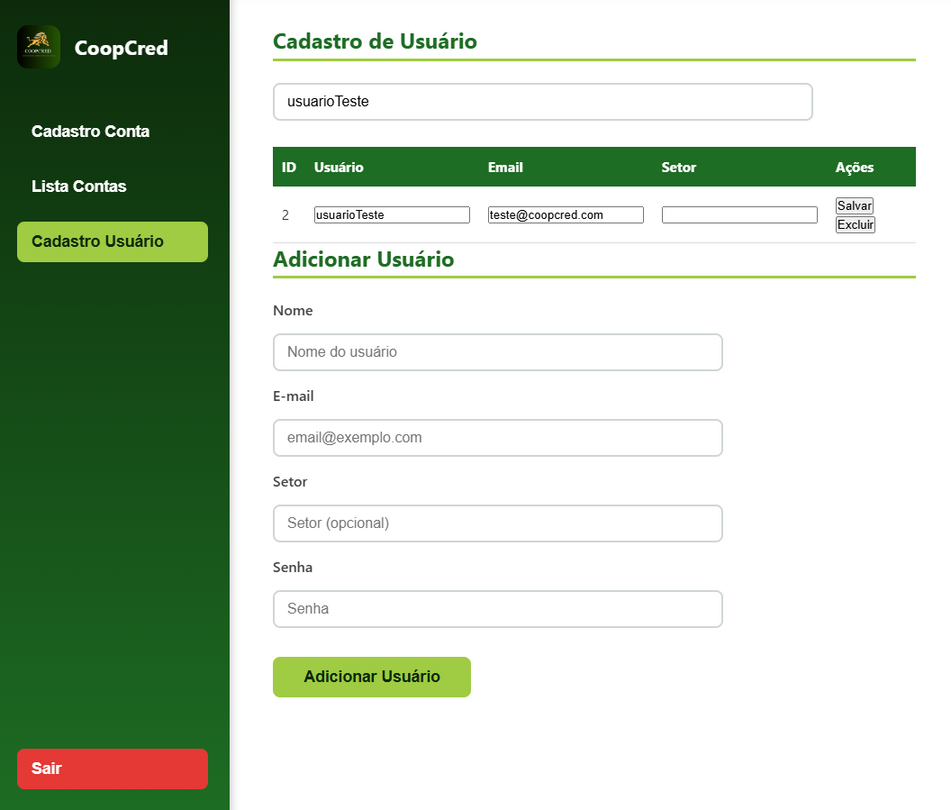 COOPCRED
CoopCred
Cadastro Conta
Lista Contas
Cadastro Usuário
Sair
Cadastro de Usuário
usuarioTeste
ID Usuário Email Setor Ações
2 usuarioTeste teste@coopcred.com Salvar
Excluir
Adicionar Usuário
Nome
Nome do usuário
E-mail
email@exemplo.com
Setor
Setor (opcional)
Senha
Senha
Adicionar Usuário